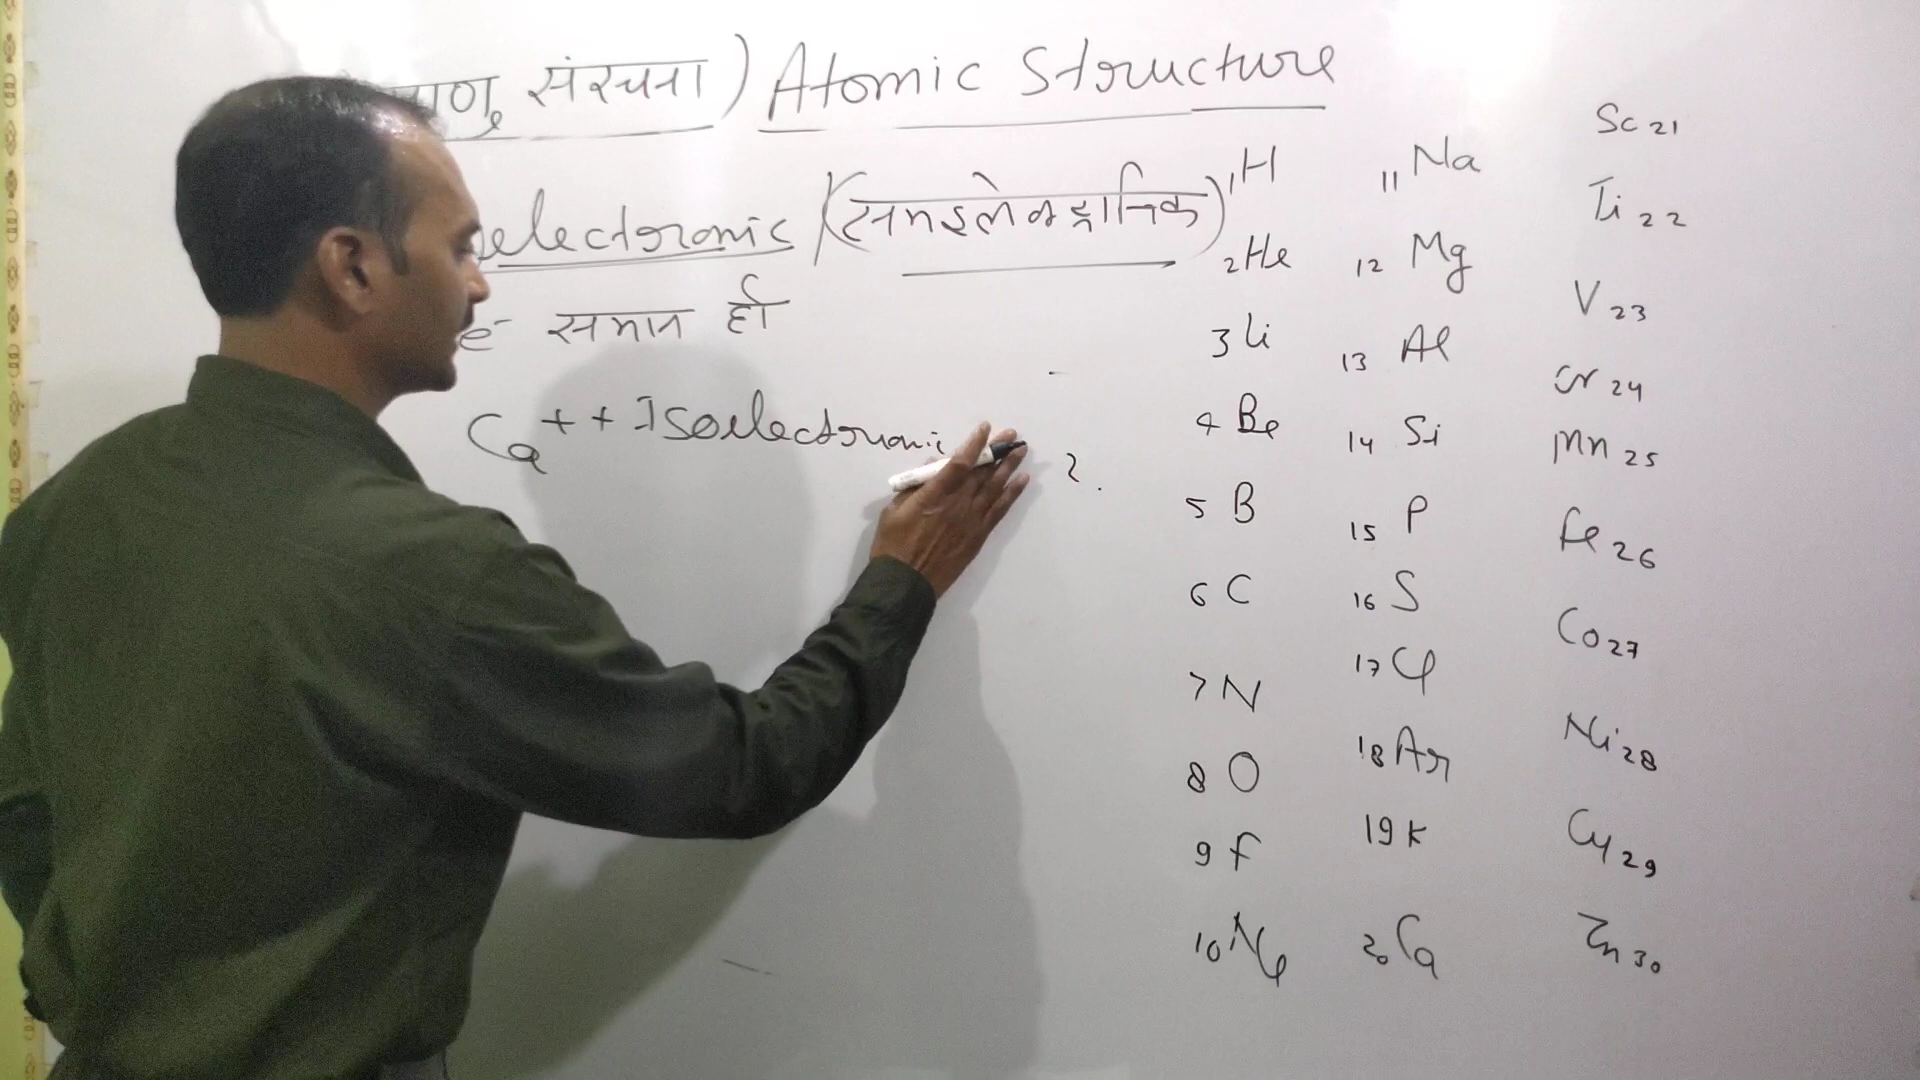 संरचना) Atomic Structure
electronic (समइलेक्ट्रानिक)
e⁻ समान हो
Ca++ Isoelectronic
2.
1H
2He
3Li
4Be
5B
6C
7N
8O
9F
10Ne
11Na
12Mg
13Al
14Si
15P
16S
17Cl
18Ar
19K
20Ca
Sc21
Ti22
V23
Cr24
Mn25
Fe26
Co27
Ni28
Cu29
Zn30